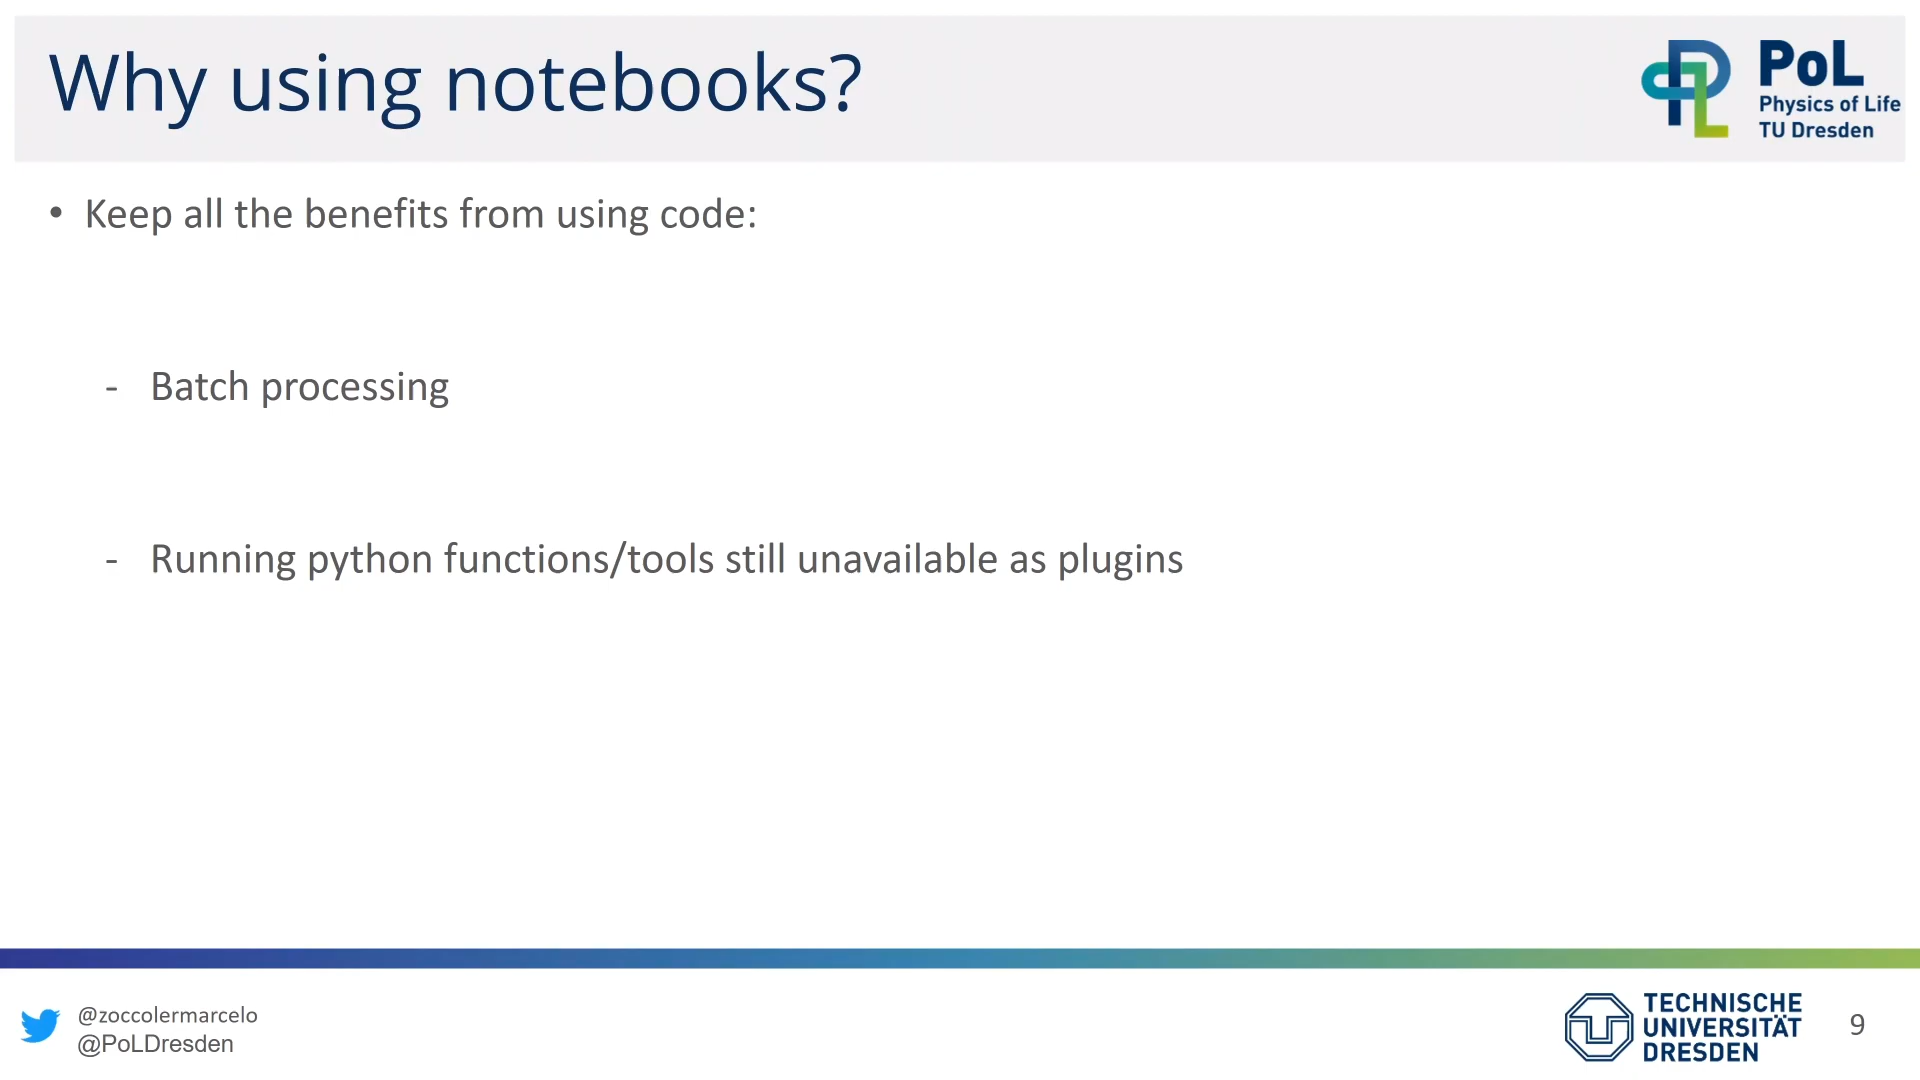 Why using notebooks?
PoL
Physics of Life
TU Dresden
• Keep all the benefits from using code:
- Batch processing
- Running python functions/tools still unavailable as plugins
@zoccolermarcelo
@PoLDresden
TECHNISCHE
UNIVERSITÄT
DRESDEN
9